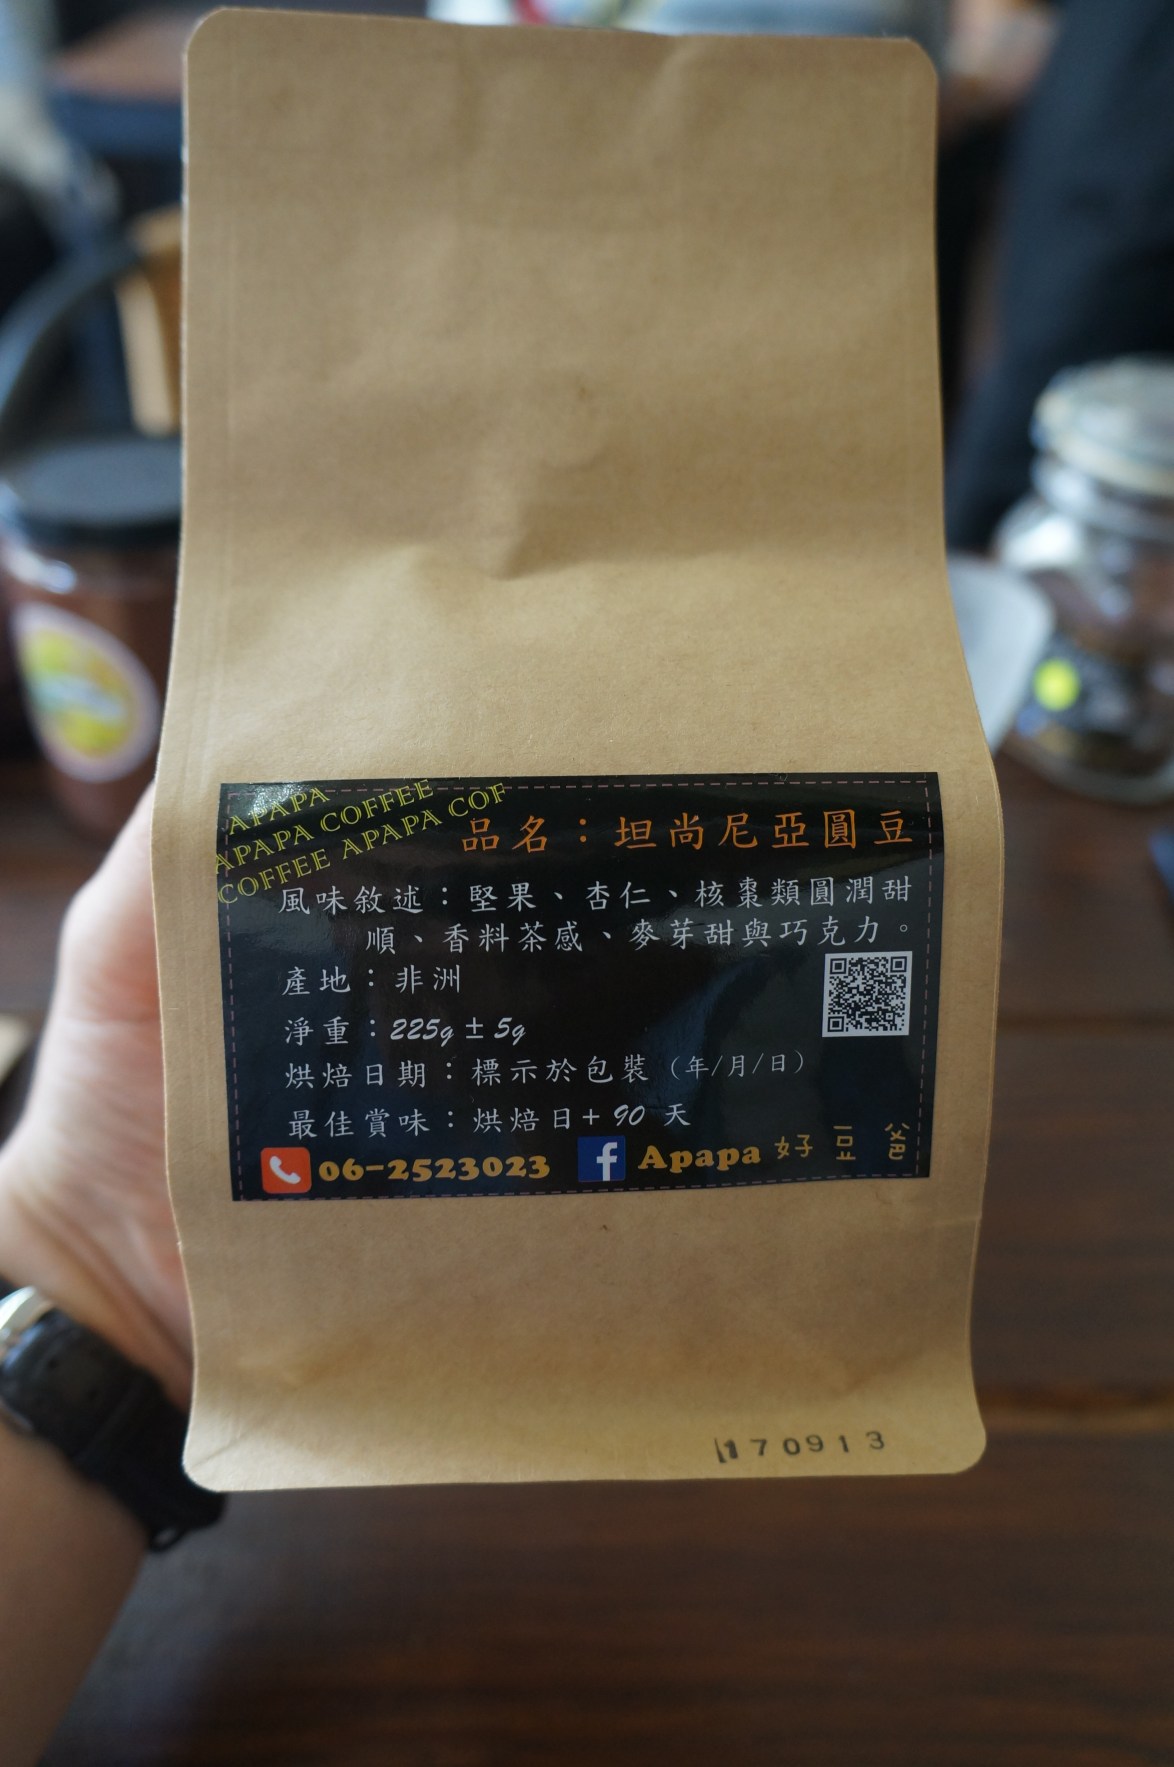 APAPA
APAPA COFFEE
COFFEE APAPA COF
品名：坦尚尼亞圓豆
風味敘述：堅果、杏仁、核棗類圓潤甜
順、香料茶感、麥芽甜與巧克力。
產地：非洲
淨重：225g ± 5g
烘焙日期：標示於包裝（年/月/日）
最佳賞味：烘焙日+ 90 天
06-2523023 f Apapa 好豆爸
170913